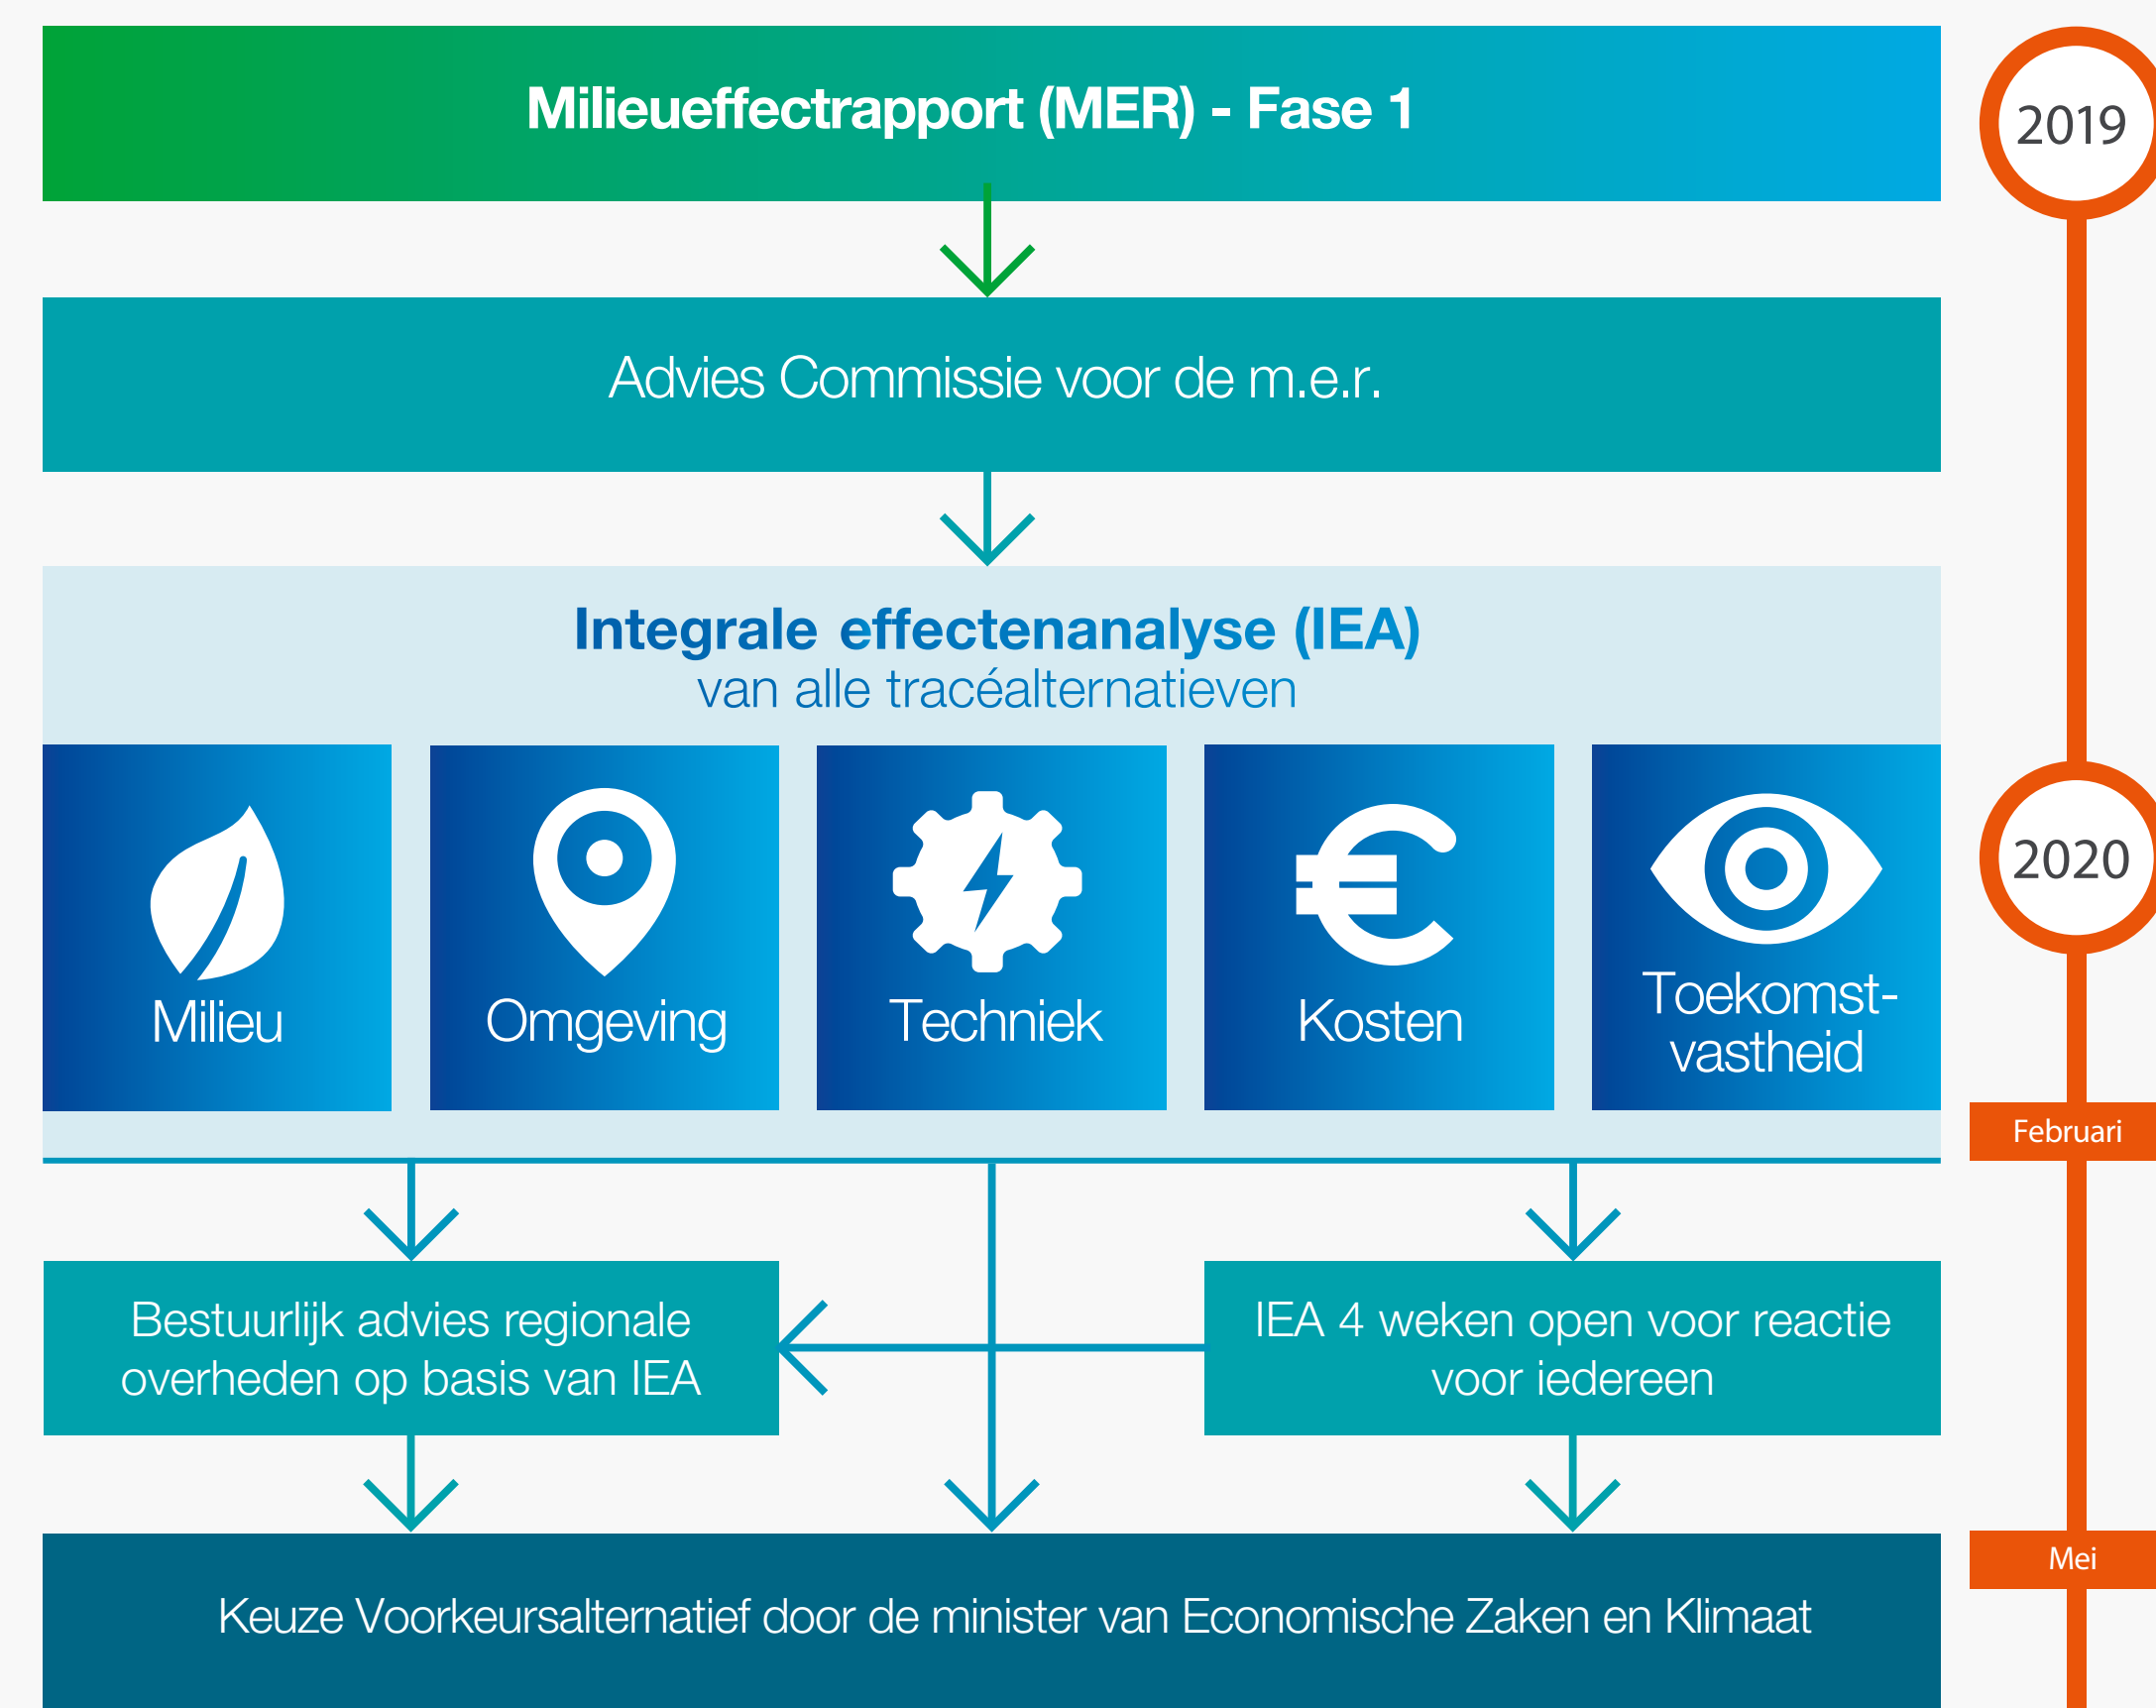 Milieueffectrapport (MER) - Fase 1
2019
Advies Commissie voor de m.e.r.
Integrale effectenanalyse (IEA)
van alle tracéalternatieven
2020
Milieu
Omgeving
Techniek
Kosten
Toekomst-
vastheid
Februari
Bestuurlijk advies regionale
overheden op basis van IEA
IEA 4 weken open voor reactie
voor iedereen
Mei
Keuze Voorkeursalternatief door de minister van Economische Zaken en Klimaat